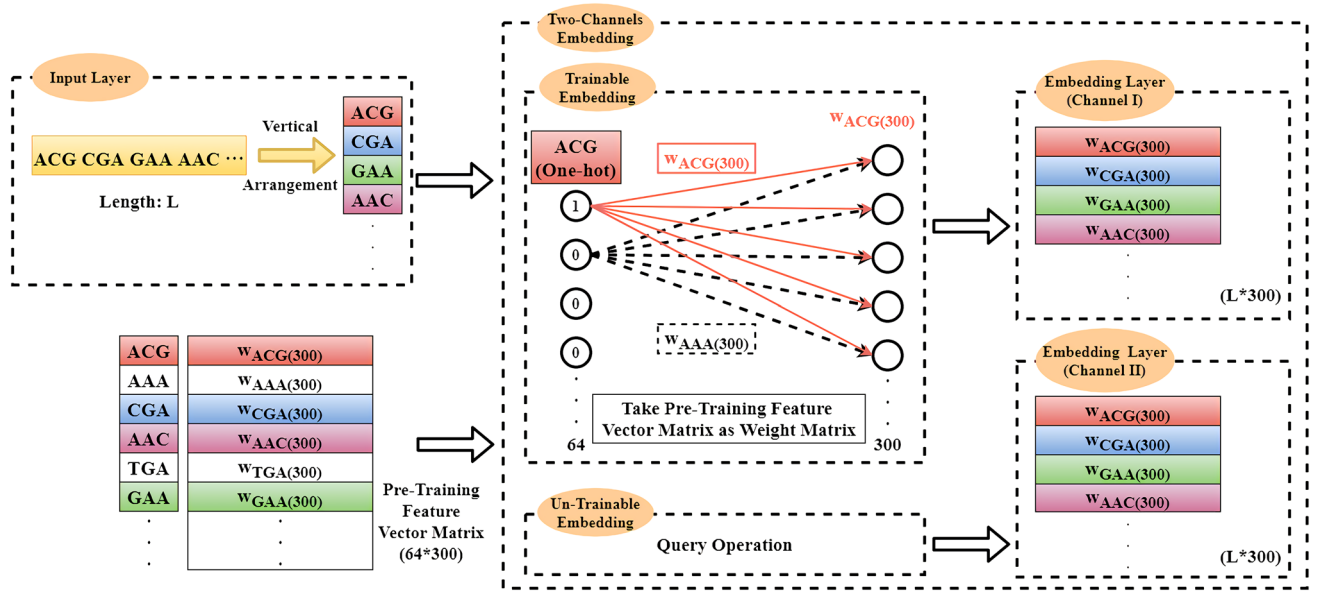 Input Layer
ACG CGA GAA AAC ···
Length: L
Vertical
Arrangement
ACG
CGA
GAA
AAC
ACG wACG(300)
AAA wAAA(300)
CGA wCGA(300)
AAC wAAC(300)
TGA wTGA(300)
GAA wGAA(300)
Pre-Training
Feature
Vector Matrix
(64*300)
Two-Channels
Embedding
Trainable
Embedding
ACG
(One-hot)
1
0
0
0
64
wACG(300)
wAAA(300)
wACG(300)
300
Take Pre-Training Feature
Vector Matrix as Weight Matrix
Un-Trainable
Embedding
Query Operation
Embedding Layer
(Channel I)
wACG(300)
wCGA(300)
wGAA(300)
wAAC(300)
(L*300)
Embedding Layer
(Channel II)
wACG(300)
wCGA(300)
wGAA(300)
wAAC(300)
(L*300)